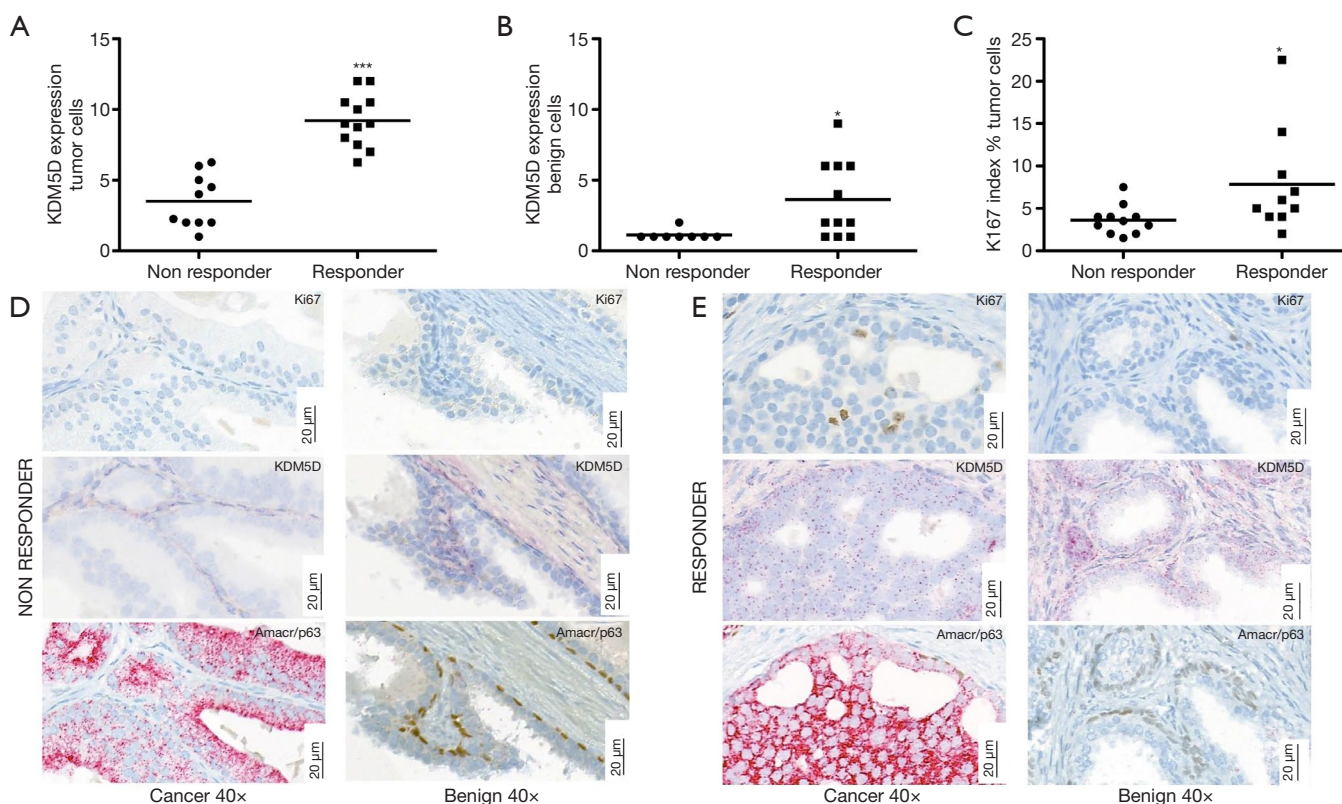 A
KDM5D expression
tumor cells
15
10
5
0
***
Non responder
Responder
B
KDM5D expression
benign cells
15
10
5
0
*
Non responder
Responder
C
K167 index % tumor cells
25
20
15
10
5
0
*
Non responder
Responder
D
NON RESPONDER
Ki67
20 µm
Ki67
20 µm
KDM5D
20 µm
KDM5D
20 µm
Amacr/p63
20 µm
Amacr/p63
20 µm
Cancer 40×
Benign 40×
E
RESPONDER
Ki67
20 µm
Ki67
20 µm
KDM5D
20 µm
KDM5D
20 µm
Amacr/p63
20 µm
Amacr/p63
20 µm
Cancer 40×
Benign 40×